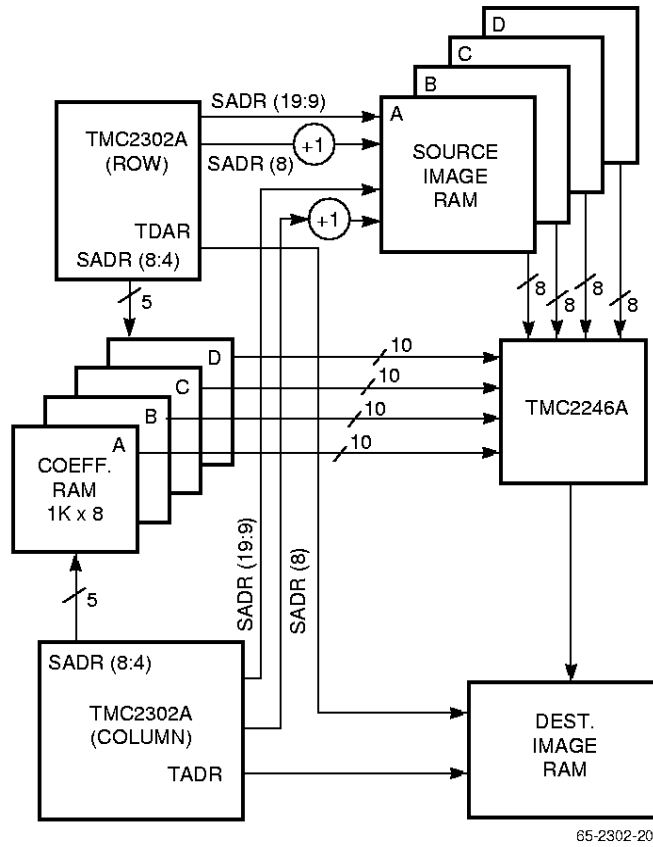 D
C
B
A
SADR (19:9)
TMC2302A
(ROW)
+1
SADR (8)
SOURCE
IMAGE
RAM
+1
TDAR
SADR (8:4)
5
8
8
8
8
D
C
B
A
10
10
10
10
TMC2246A
COEFF.
RAM
1K x 8
SADR (19:9)
SADR (8)
5
SADR (8:4)
TMC2302A
(COLUMN)
TADR
DEST.
IMAGE
RAM
65-2302-20